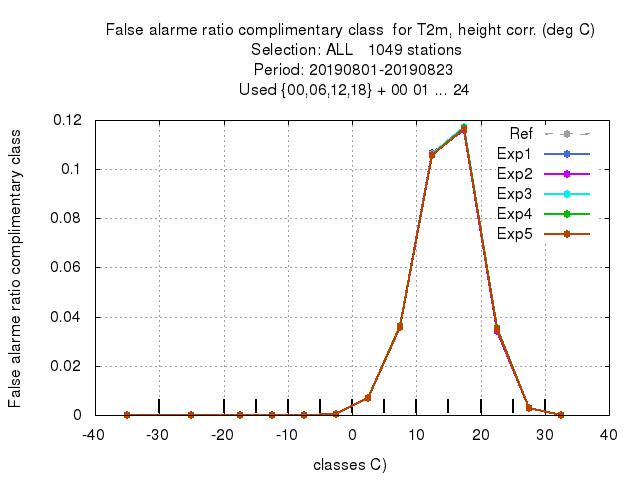 False alarme ratio complimentary class  for T2m, height corr. (deg C)
Selection: ALL   1049 stations
Period: 20190801-20190823
Used {00,06,12,18} + 00 01 ... 24
False alarme ratio complimentary class
0.12
0.1
0.08
0.06
0.04
0.02
0
Ref
Exp1
Exp2
Exp3
Exp4
Exp5
-40 -30 -20 -10 0 10 20 30 40
classes C)